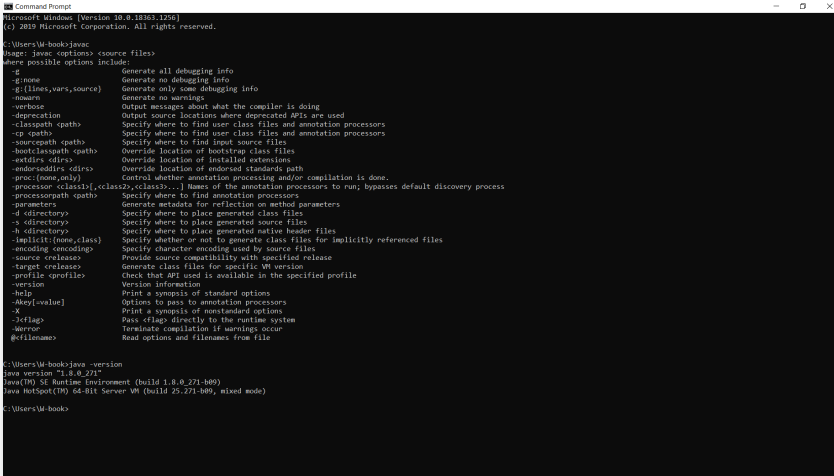 Command Prompt
Microsoft Windows [Version 10.0.18363.1256]
(c) 2019 Microsoft Corporation. All rights reserved.
C:\Users\W-book>javac
Usage: javac <options> <source files>
where possible options include:
-g Generate all debugging info
-g:none Generate no debugging info
-g:{lines,vars,source} Generate only some debugging info
-nowarn Generate no warnings
-verbose Output messages about what the compiler is doing
-deprecation Output source locations where deprecated APIs are used
-classpath <path> Specify where to find user class files and annotation processors
-cp <path> Specify where to find user class files and annotation processors
-sourcepath <path> Specify where to find input source files
-bootclasspath <path> Override location of bootstrap class files
-extdirs <dirs> Override location of installed extensions
-endorseddirs <dirs> Override location of endorsed standards path
-proc:{none,only} Control whether annotation processing and/or compilation is done.
-processor <class1>[,<class2>,<class3>...] Names of the annotation processors to run; bypasses default discovery process
-processorpath <path> Specify where to find annotation processors
-parameters Generate metadata for reflection on method parameters
-d <directory> Specify where to place generated class files
-s <directory> Specify where to place generated source files
-h <directory> Specify where to place generated native header files
-implicit:{none,class} Specify whether or not to generate class files for implicitly referenced files
-encoding <encoding> Specify character encoding used by source files
-source <release> Provide source compatibility with specified release
-target <release> Generate class files for specific VM version
-profile <profile> Check that API used is available in the specified profile
-version Version information
-help Print a synopsis of standard options
-Akey[=value] Options to pass to annotation processors
-X Print a synopsis of nonstandard options
-J<flag> Pass <flag> directly to the runtime system
-Werror Terminate compilation if warnings occur
@<filename> Read options and filenames from file
C:\Users\W-book>java -version
java version "1.8.0_271"
Java(TM) SE Runtime Environment (build 1.8.0_271-b09)
Java HotSpot(TM) 64-Bit Server VM (build 25.271-b09, mixed mode)
C:\Users\W-book>